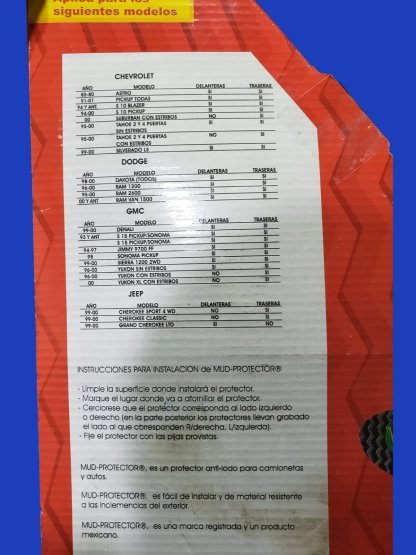 Aplica para los
siguientes modelos
CHEVROLET
AÑO MODELO DELANTERAS TRASERAS
85-80 ASTRO SI SI
91-01 PICKUP TODAS SI SI
94 Y ANT. S 10 BLAZER SI SI
94-00 S 10 PICKUP SI SI
00 SUBURBAN CON ESTRIBOS NO SI
95-00 TAHOE 2 Y 4 PUERTAS SI SI
SIN ESTRIBOS
95-00 TAHOE 2 Y 4 PUERTAS NO SI
CON ESTRIBOS
99-00 SILVERADO LS SI SI
DODGE
AÑO MODELO DELANTERAS TRASERAS
98-00 DAKOTA (TODOS) SI SI
96-00 RAM 1200 SI SI
95-00 RAM 2600 SI SI
00 Y ANT RAM VAN 1500 SI SI
GMC
AÑO MODELO DELANTERAS TRASERAS
99-00 DENALI SI SI
93 Y ANT S 15 PICKUP:SONOMA SI SI
S 15 PICKUP:SONOMA SI SI
94-97 JIMMY 9700 FF SI SI
98 SONOMA PICKUP SI SI
99-00 SIERRA 1200 2WD SI SI
96-00 YUKON SIN ESTRIBOS SI SI
96-00 YUKON CON ESTRIBOS NO SI
00 YUKON XL CON ESTRIBOS NO SI
JEEP
AÑO MODELO DELANTERAS TRASERAS
99-00 CHEROKEE SPORT 4 WD NO SI
99-00 CHEROKEE CLASSIC NO SI
99-00 GRAND CHEROKEE LTD SI NO
INSTRUCCIONES PARA INSTALACION de MUD-PROTECTOR®
- Limpie la superficie donde instalará el protector.
- Marque el lugar donde va a atornillar el protector.
- Cerciorese que el protector corresponda al lado izquierdo
o derecho (en la parte posterior los protectores llevan grabado
el lado al que corresponden R/derecha, L/izquierda).
- Fije el protector con las pijas provistas.
MUD-PROTECTOR®, es un protector anti-lodo para camionetas
y autos.
MUD-PROTECTOR®, es fácil de instalar y de material resistente
a las inclemencias del exterior.
MUD-PROTECTOR®, es una marca registrada y un producto
mexicano.